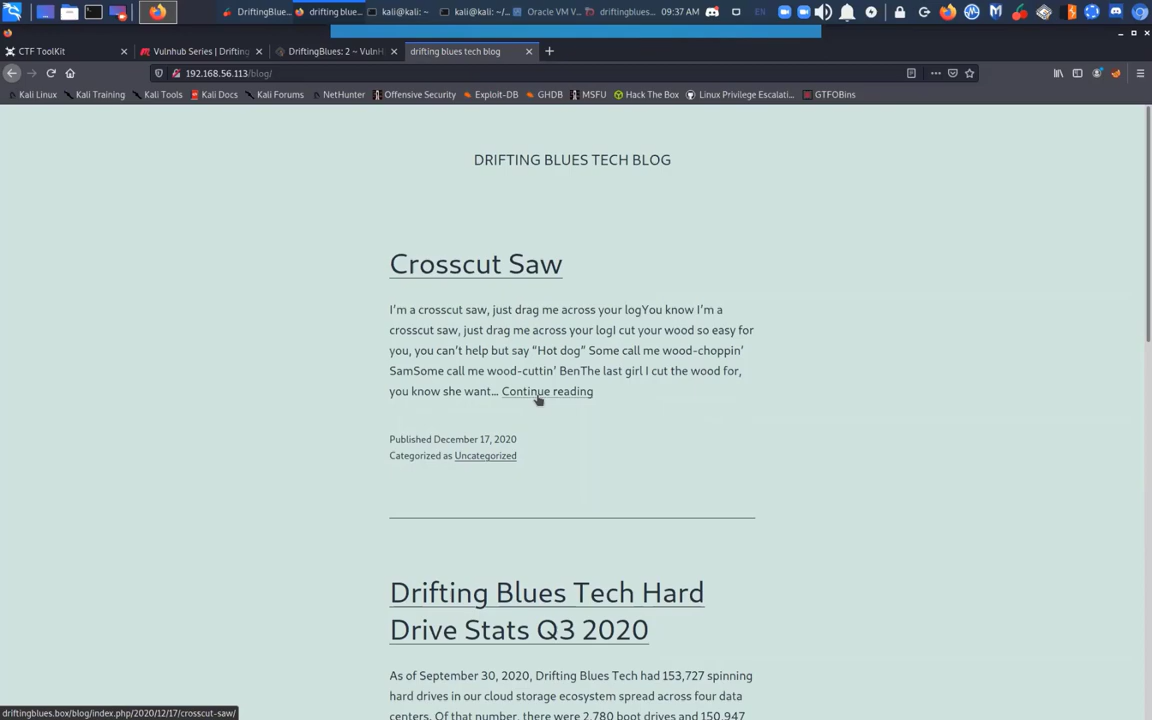 DriftingBlue...
drifting blue...
kali@kali: ~
kali@kali: ~/...
Oracle VM V...
driftingblues...
09:37 AM
EN
CTF ToolKit
Vulnhub Series | Drifting
DriftingBlues: 2 ~ VulnH
drifting blues tech blog
192.168.56.113/blog/
Kali Linux
Kali Training
Kali Tools
Kali Docs
Kali Forums
NetHunter
Offensive Security
Exploit-DB
GHDB
MSFU
Hack The Box
Linux Privilege Escalati...
GTFOBins
DRIFTING BLUES TECH BLOG
Crosscut Saw
I'm a crosscut saw, just drag me across your logYou know I'm a
crosscut saw, just drag me across your logI cut your wood so easy for
you, you can't help but say “Hot dog” Some call me wood-choppin'
SamSome call me wood-cuttin' BenThe last girl I cut the wood for,
you know she want... Continue reading
Published December 17, 2020
Categorized as Uncategorized
Drifting Blues Tech Hard
Drive Stats Q3 2020
As of September 30, 2020, Drifting Blues Tech had 153,727 spinning
hard drives in our cloud storage ecosystem spread across four data
centers. Of that number, there were 2,780 boot drives and 150,947
driftingblues.box/blog/index.php/2020/12/17/crosscut-saw/